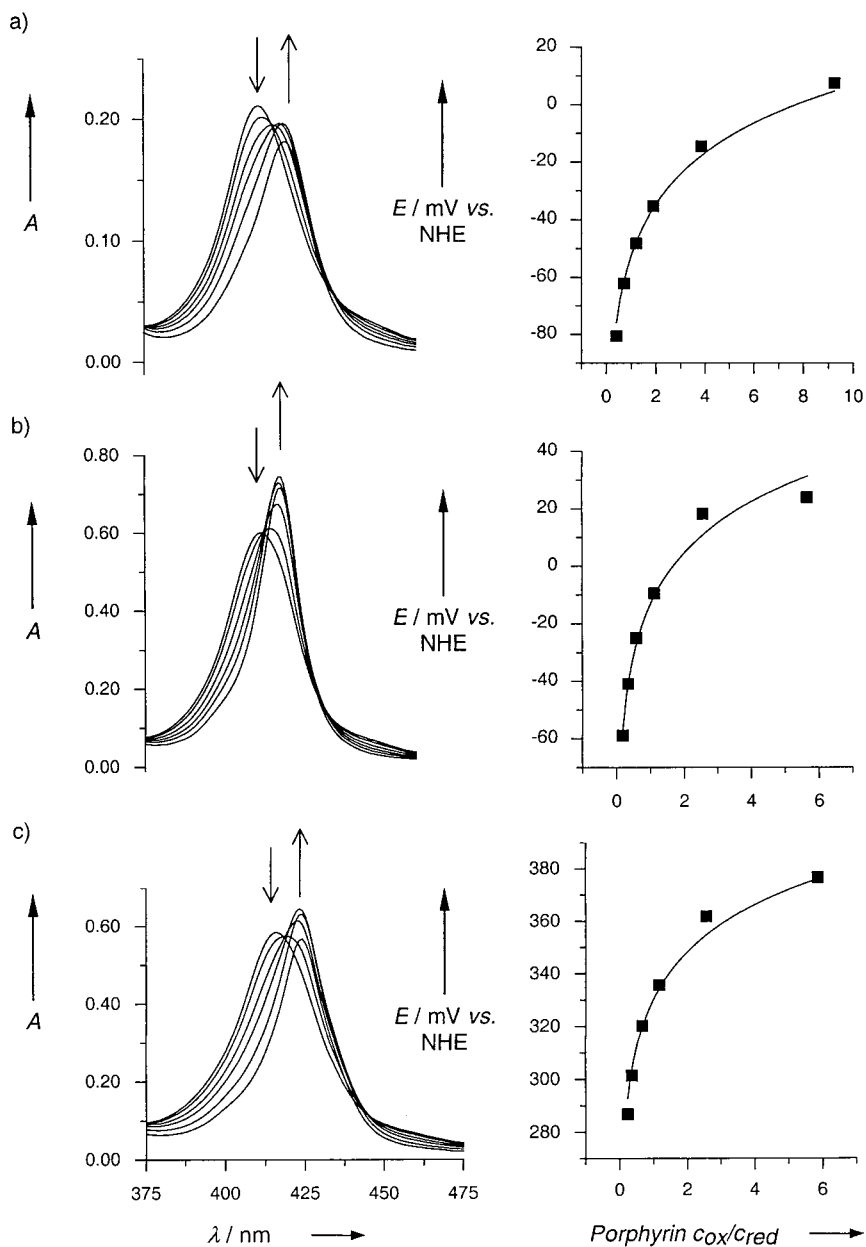 a)
A
0.20
0.10
0.00
E / mV vs.
NHE
20
0
-20
-40
-60
-80
0 2 4 6 8 10
b)
A
0.80
0.60
0.40
0.20
0.00
E / mV vs.
NHE
40
20
0
-20
-40
-60
0 2 4 6
c)
A
0.60
0.40
0.20
0.00
375 400 425 450 475
λ / nm
E / mV vs.
NHE
380
360
340
320
300
280
0 2 4 6
Porphyrin cox/cred